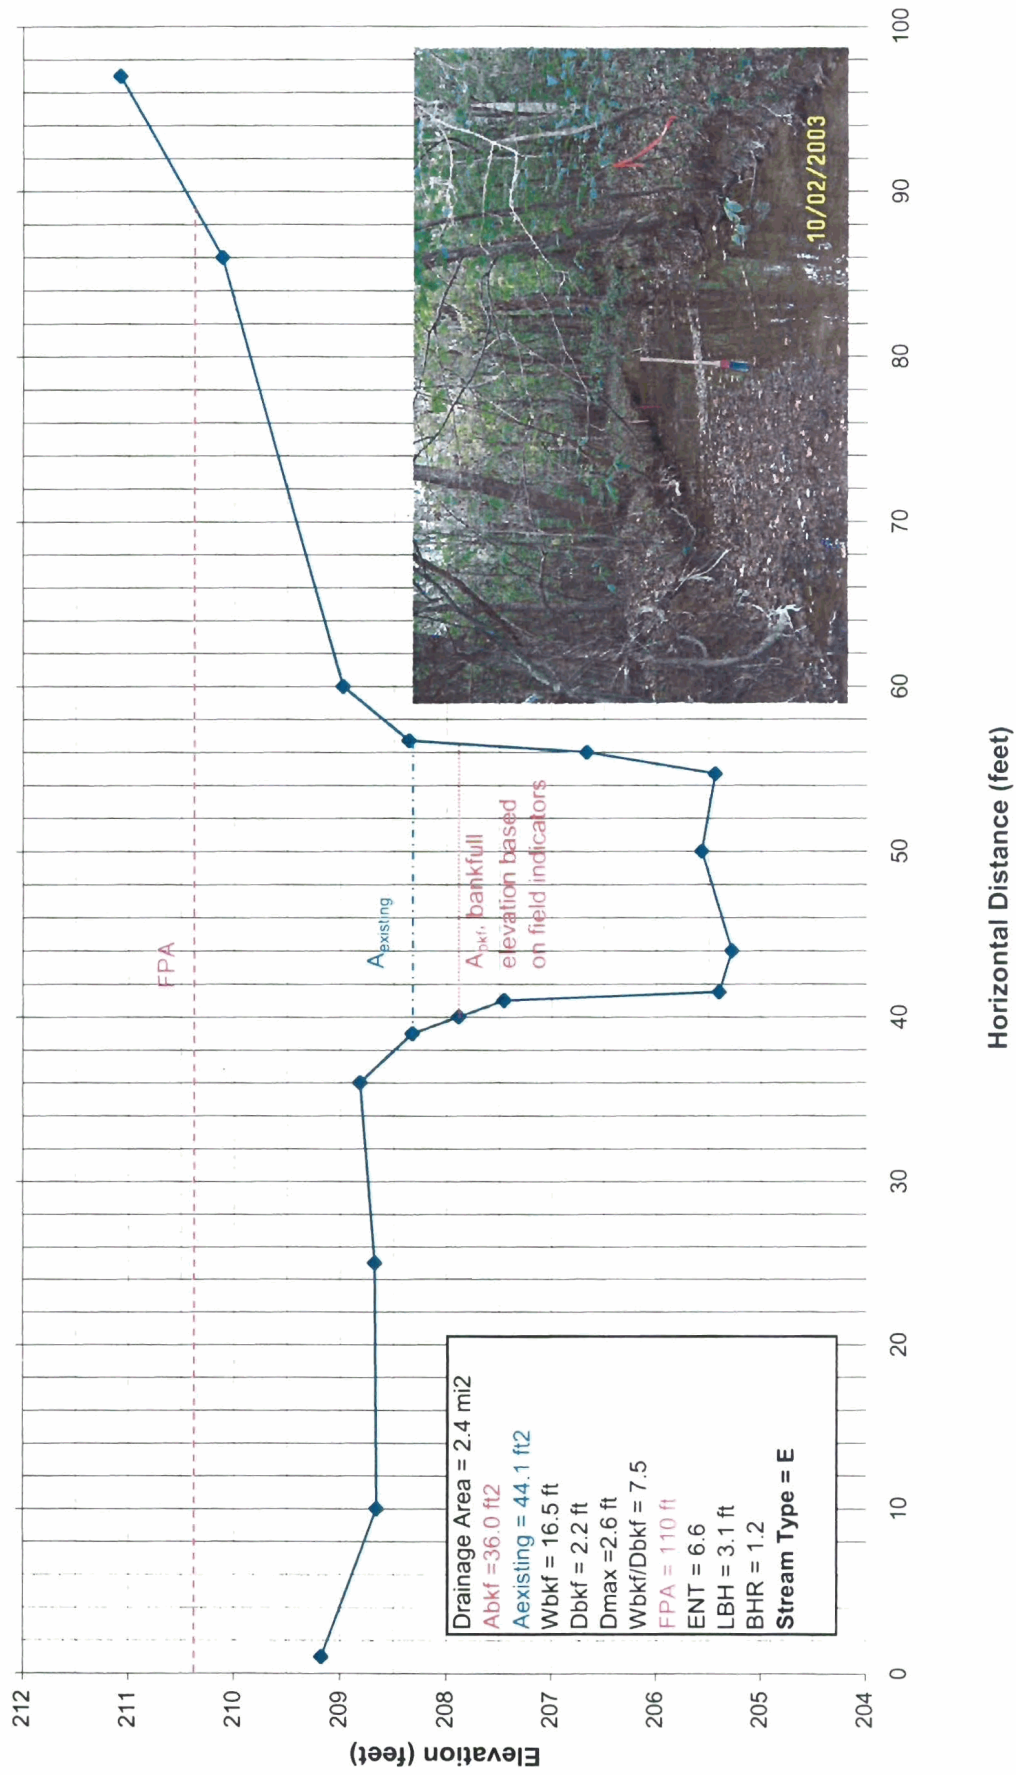 Elevation (feet)
212
211
210
209
208
207
206
205
204
0
10
20
30
40
50
60
70
80
90
100
Horizontal Distance (feet)
FPA
Aexisting
Abkf, bankfull
elevation based
on field indicators
Drainage Area = 2.4 mi2
Abkf =36.0 ft2
Aexisting = 44.1 ft2
Wbkf = 16.5 ft
Dbkf = 2.2 ft
Dmax =2.6 ft
Wbkf/Dbkf = 7.5
FPA = 110 ft
ENT = 6.6
LBH = 3.1 ft
BHR = 1.2
Stream Type = E
10/02/2003